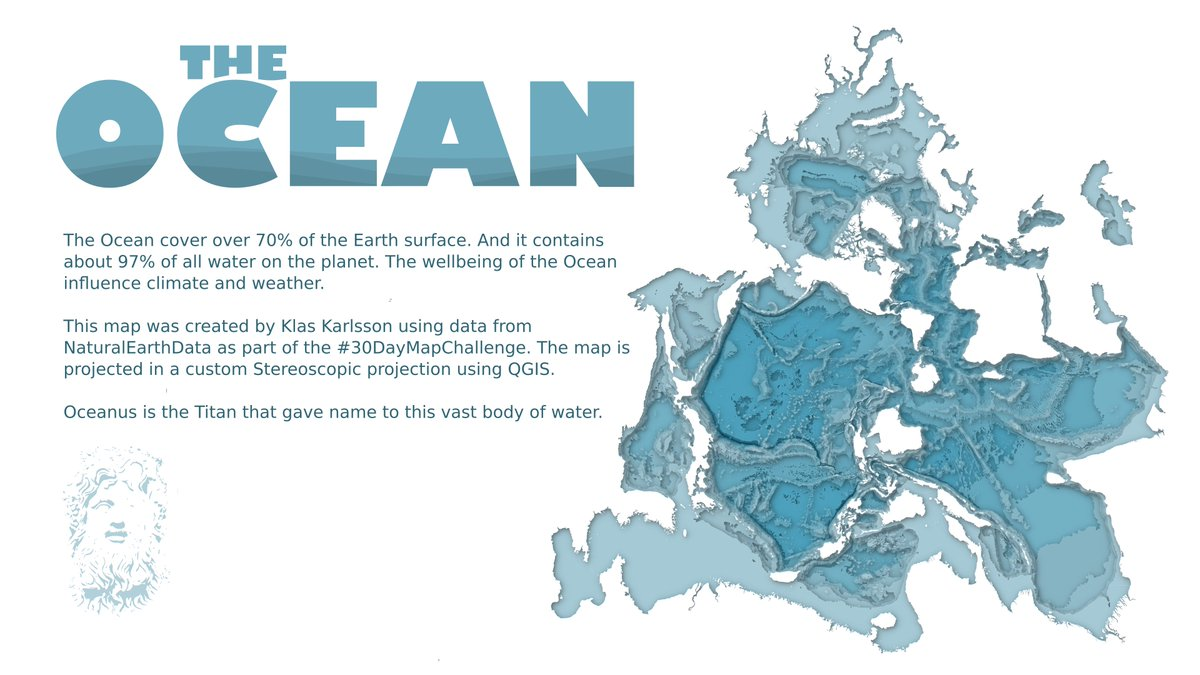 THE
OCEAN
The Ocean cover over 70% of the Earth surface. And it contains
about 97% of all water on the planet. The wellbeing of the Ocean
influence climate and weather.
This map was created by Klas Karlsson using data from
NaturalEarthData as part of the #30DayMapChallenge. The map is
projected in a custom Stereoscopic projection using QGIS.
Oceanus is the Titan that gave name to this vast body of water.